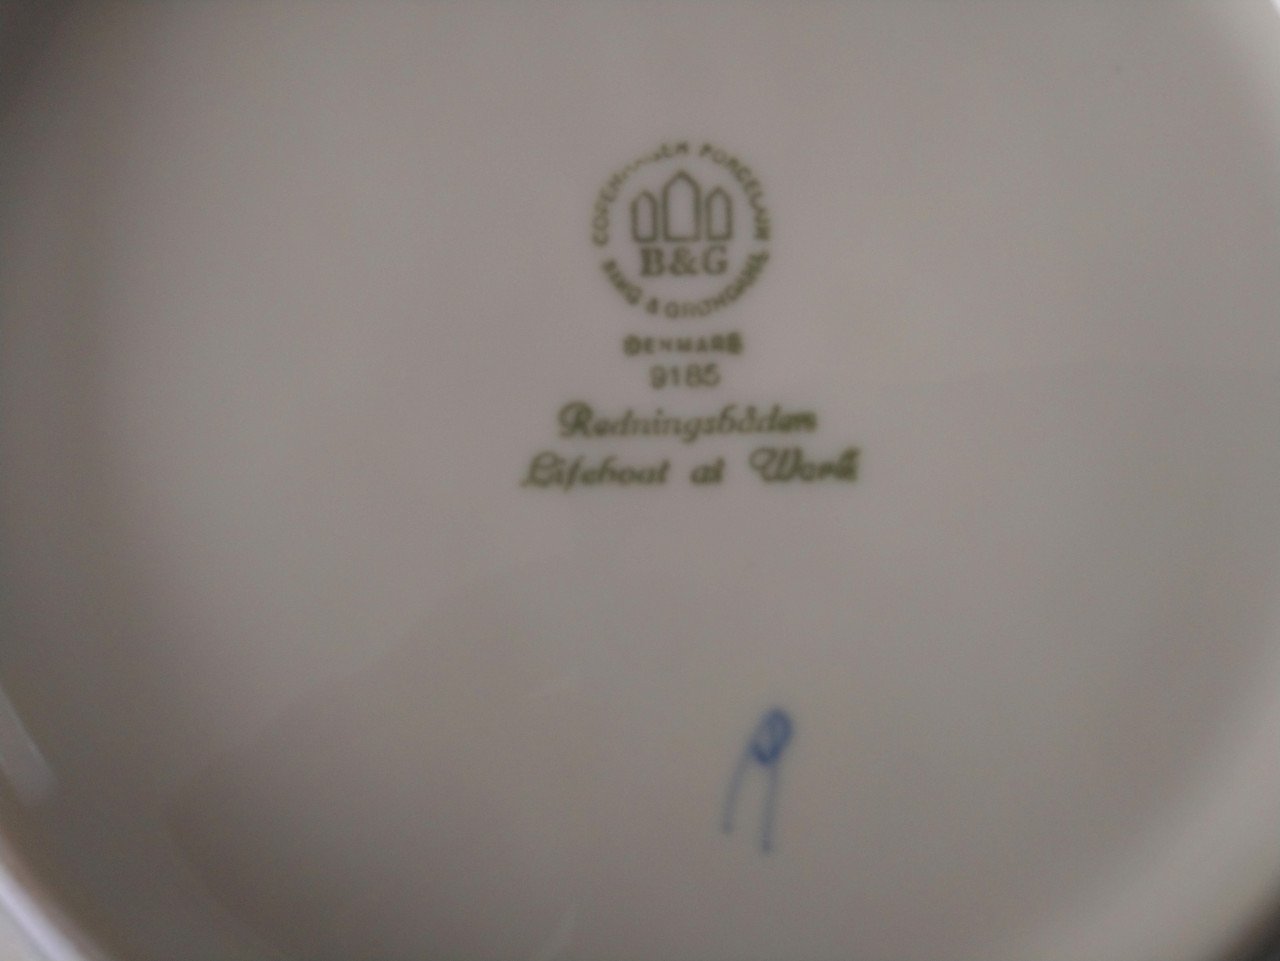 COPENHAGEN PORCELAIN
B&G
BING & GRØNDAHL
DENMARK
9185
Redningsbåden
Lifeboat at Work